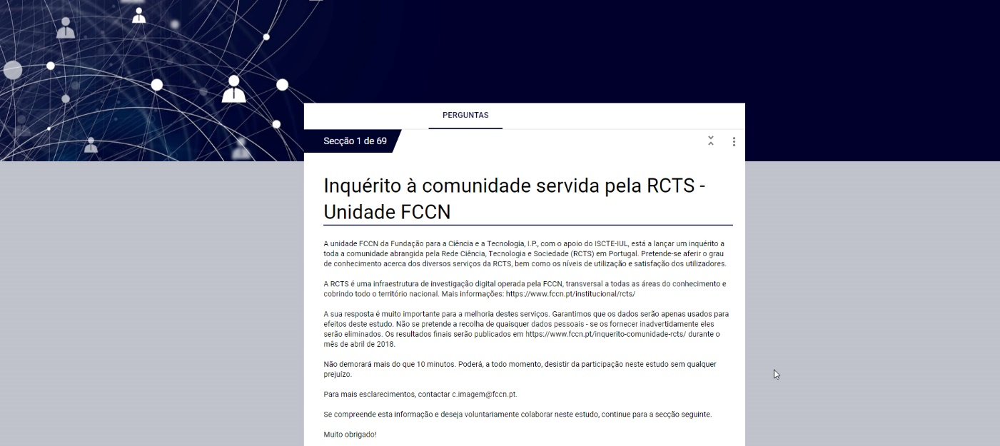 PERGUNTAS
Secção 1 de 69
Inquérito à comunidade servida pela RCTS -
Unidade FCCN
A unidade FCCN da Fundação para a Ciência e a Tecnologia, I.P., com o apoio do ISCTE-IUL, está a lançar um inquérito a
toda a comunidade abrangida pela Rede Ciência, Tecnologia e Sociedade (RCTS) em Portugal. Pretende-se aferir o grau
de conhecimento acerca dos diversos serviços da RCTS, bem como os níveis de utilização e satisfação dos utilizadores.
A RCTS é uma infraestrutura de investigação digital operada pela FCCN, transversal a todas as áreas do conhecimento e
cobrindo todo o território nacional. Mais informações: https://www.fccn.pt/institucional/rcts/
A sua resposta é muito importante para a melhoria destes serviços. Garantimos que os dados serão apenas usados para
efeitos deste estudo. Não se pretende a recolha de quaisquer dados pessoais - se os fornecer inadvertidamente eles
serão eliminados. Os resultados finais serão publicados em https://www.fccn.pt/inquerito-comunidade-rcts/ durante o
mês de abril de 2018.
Não demorará mais do que 10 minutos. Poderá, a todo momento, desistir da participação neste estudo sem qualquer
prejuízo.
Para mais esclarecimentos, contactar c.imagem@fccn.pt.
Se compreende esta informação e deseja voluntariamente colaborar neste estudo, continue para a secção seguinte.
Muito obrigado!